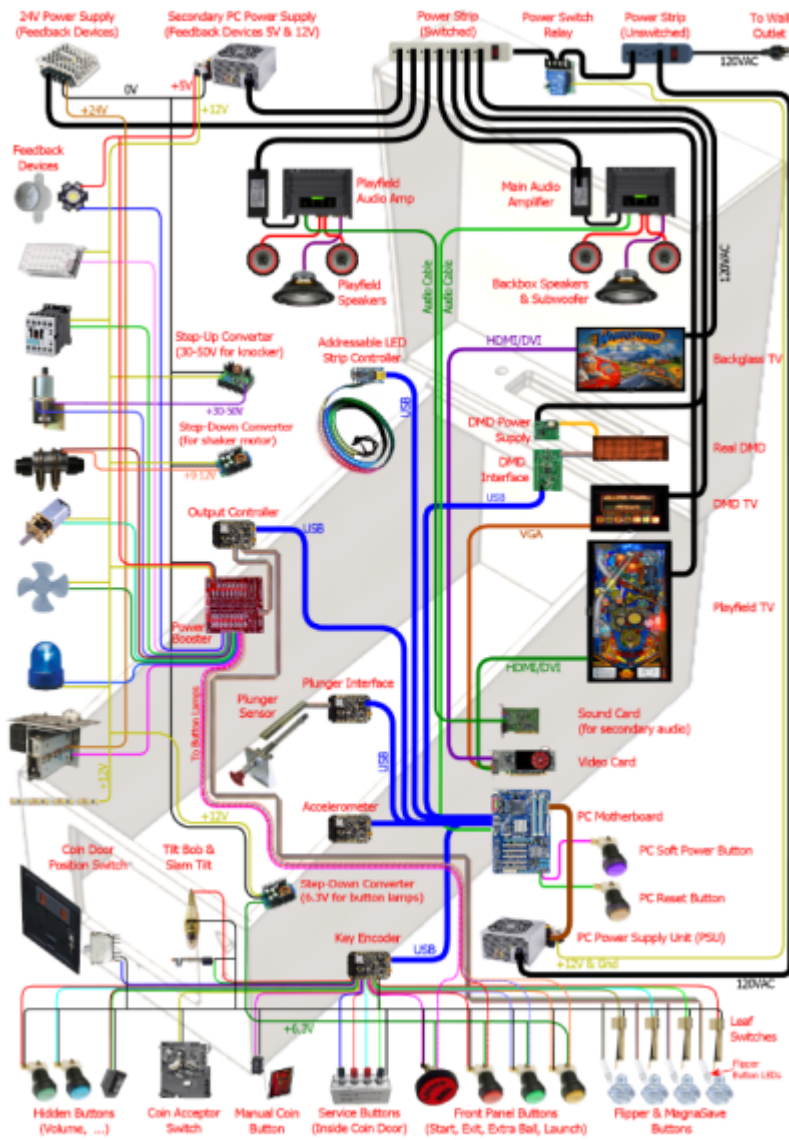 24V Power Supply
(Feedback Devices)
Secondary PC Power Supply
(Feedback Devices 5V & 12V)
Power Strip
(Switched)
Power Switch
Relay
Power Strip
(Unswitched)
To Wall
Outlet
120VAC
0V
+5V
+24V
+12V
Feedback
Devices
Playfield
Audio Amp
Main Audio
Amplifier
120VAC
Playfield
Speakers
Audio Cable
Audio Cable
Backbox Speakers
& Subwoofer
Step-Up Converter
(30-50V for knocker)
Addressable LED
Strip Controller
HDMI/DVI
Backglass TV
+30-50V
USB
Step-Down Converter
(for shaker motor)
DMD Power
Supply
Real DMD
+9-12V
DMD
Interface
USB
DMD TV
Output Controller
USB
VGA
Power
Booster
Playfield TV
Plunger Interface
HDMI/DVI
Plunger
Sensor
To Button Lamps
USB
Sound Card
(for secondary audio)
Video Card
+12V
+12V
Accelerometer
PC Motherboard
Coin Door
Position Switch
Tilt Bob &
Slam Tilt
PC Soft Power Button
Step-Down Converter
(6.3V for button lamps)
PC Reset Button
Key Encoder
USB
PC Power Supply Unit (PSU)
+12V & Gnd
120VAC
+6.3V
Leaf
Switches
Flipper
Button LEDs
Hidden Buttons
(Volume, ...)
Coin Acceptor
Switch
Manual Coin
Button
Service Buttons
(Inside Coin Door)
Front Panel Buttons
(Start, Exit, Extra Ball, Launch)
Flipper & MagnaSave
Buttons